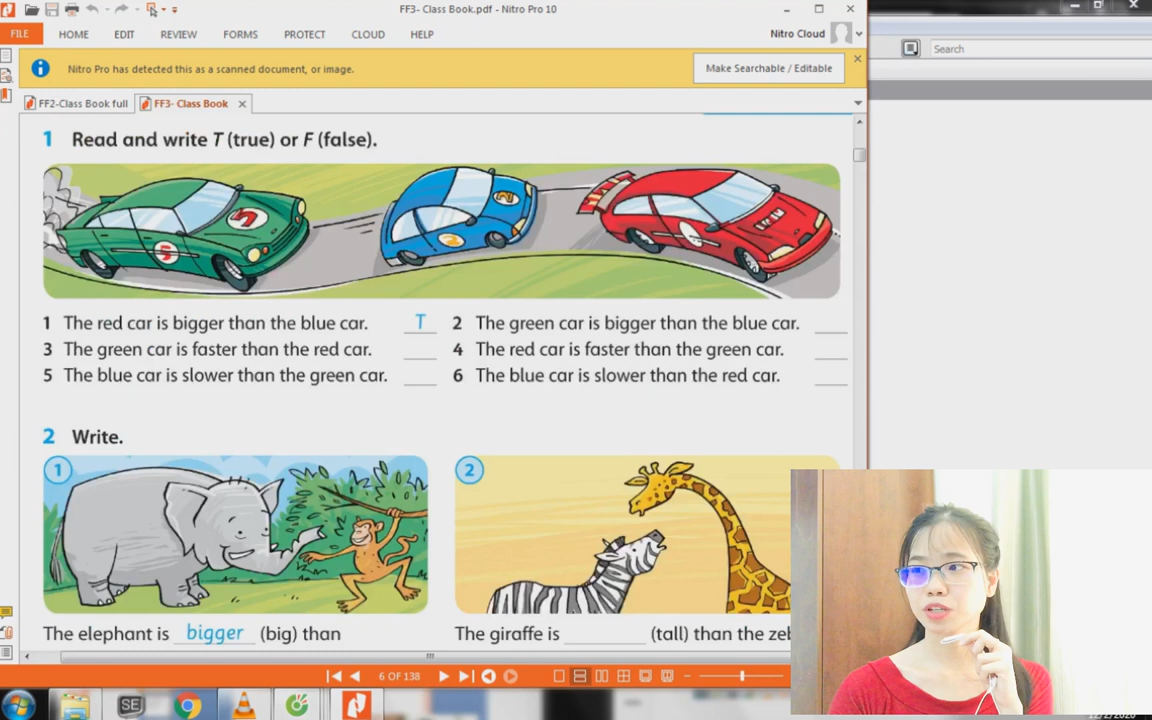 FF3- Class Book.pdf - Nitro Pro 10
FILE HOME EDIT REVIEW FORMS PROTECT CLOUD HELP
Nitro Cloud
Search
Nitro Pro has detected this as a scanned document, or image.
Make Searchable / Editable
FF2-Class Book full
FF3- Class Book
1 Read and write T (true) or F (false).
5
5
2
2
1 The red car is bigger than the blue car. T
2 The green car is bigger than the blue car.
3 The green car is faster than the red car.
4 The red car is faster than the green car.
5 The blue car is slower than the green car.
6 The blue car is slower than the red car.
2 Write.
1
2
The elephant is bigger (big) than
The giraffe is (tall) than the
6 OF 138
SE